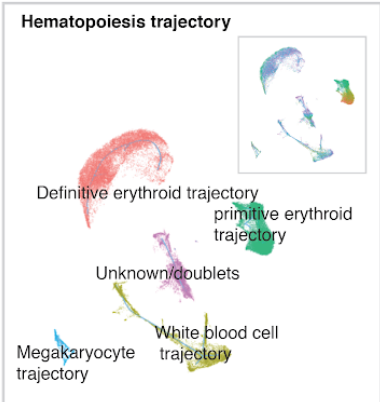 Hematopoiesis trajectory
Definitive erythroid trajectory
primitive erythroid
trajectory
Unknown/doublets
White blood cell
trajectory
Megakaryocyte
trajectory